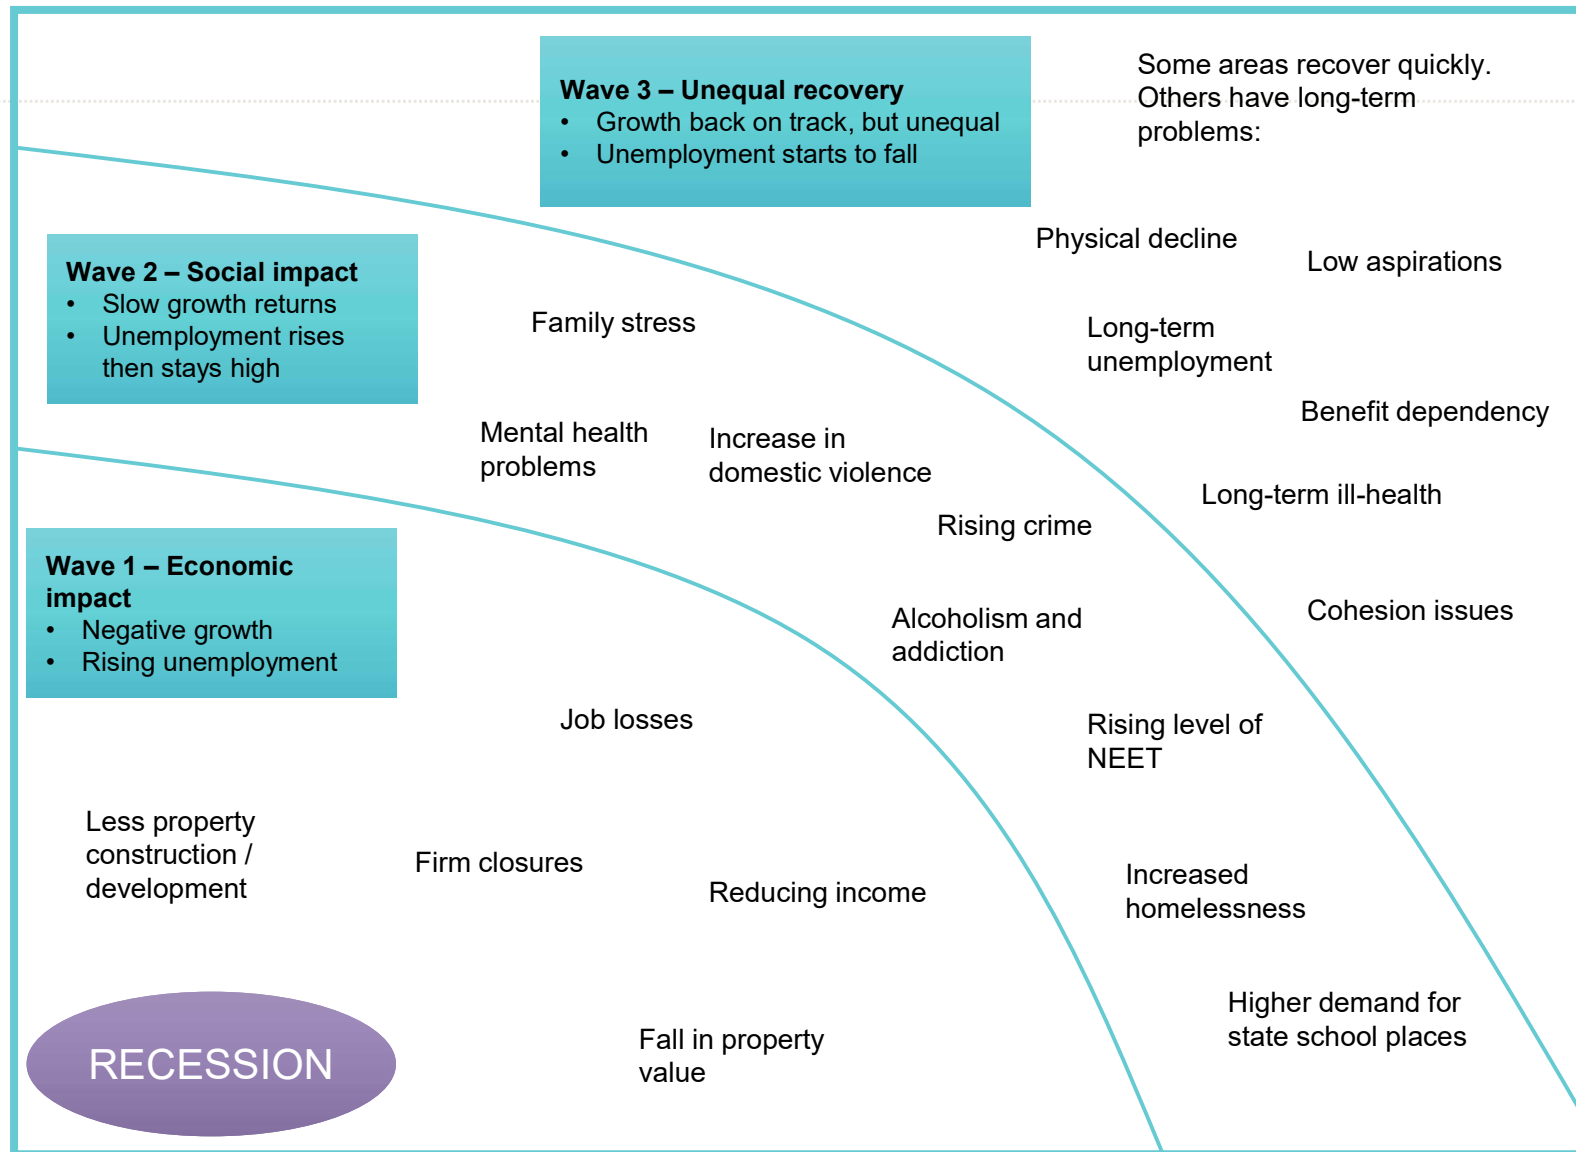 Some areas recover quickly.
Others have long-term
problems:
Wave 3 – Unequal recovery
• Growth back on track, but unequal
• Unemployment starts to fall
Physical decline
Low aspirations
Wave 2 – Social impact
• Slow growth returns
• Unemployment rises
then stays high
Family stress
Long-term
unemployment
Benefit dependency
Mental health
problems
Increase in
domestic violence
Long-term ill-health
Rising crime
Wave 1 – Economic
impact
• Negative growth
• Rising unemployment
Alcoholism and
addiction
Cohesion issues
Job losses
Rising level of
NEET
Less property
construction /
development
Firm closures
Reducing income
Increased
homelessness
RECESSION
Fall in property
value
Higher demand for
state school places